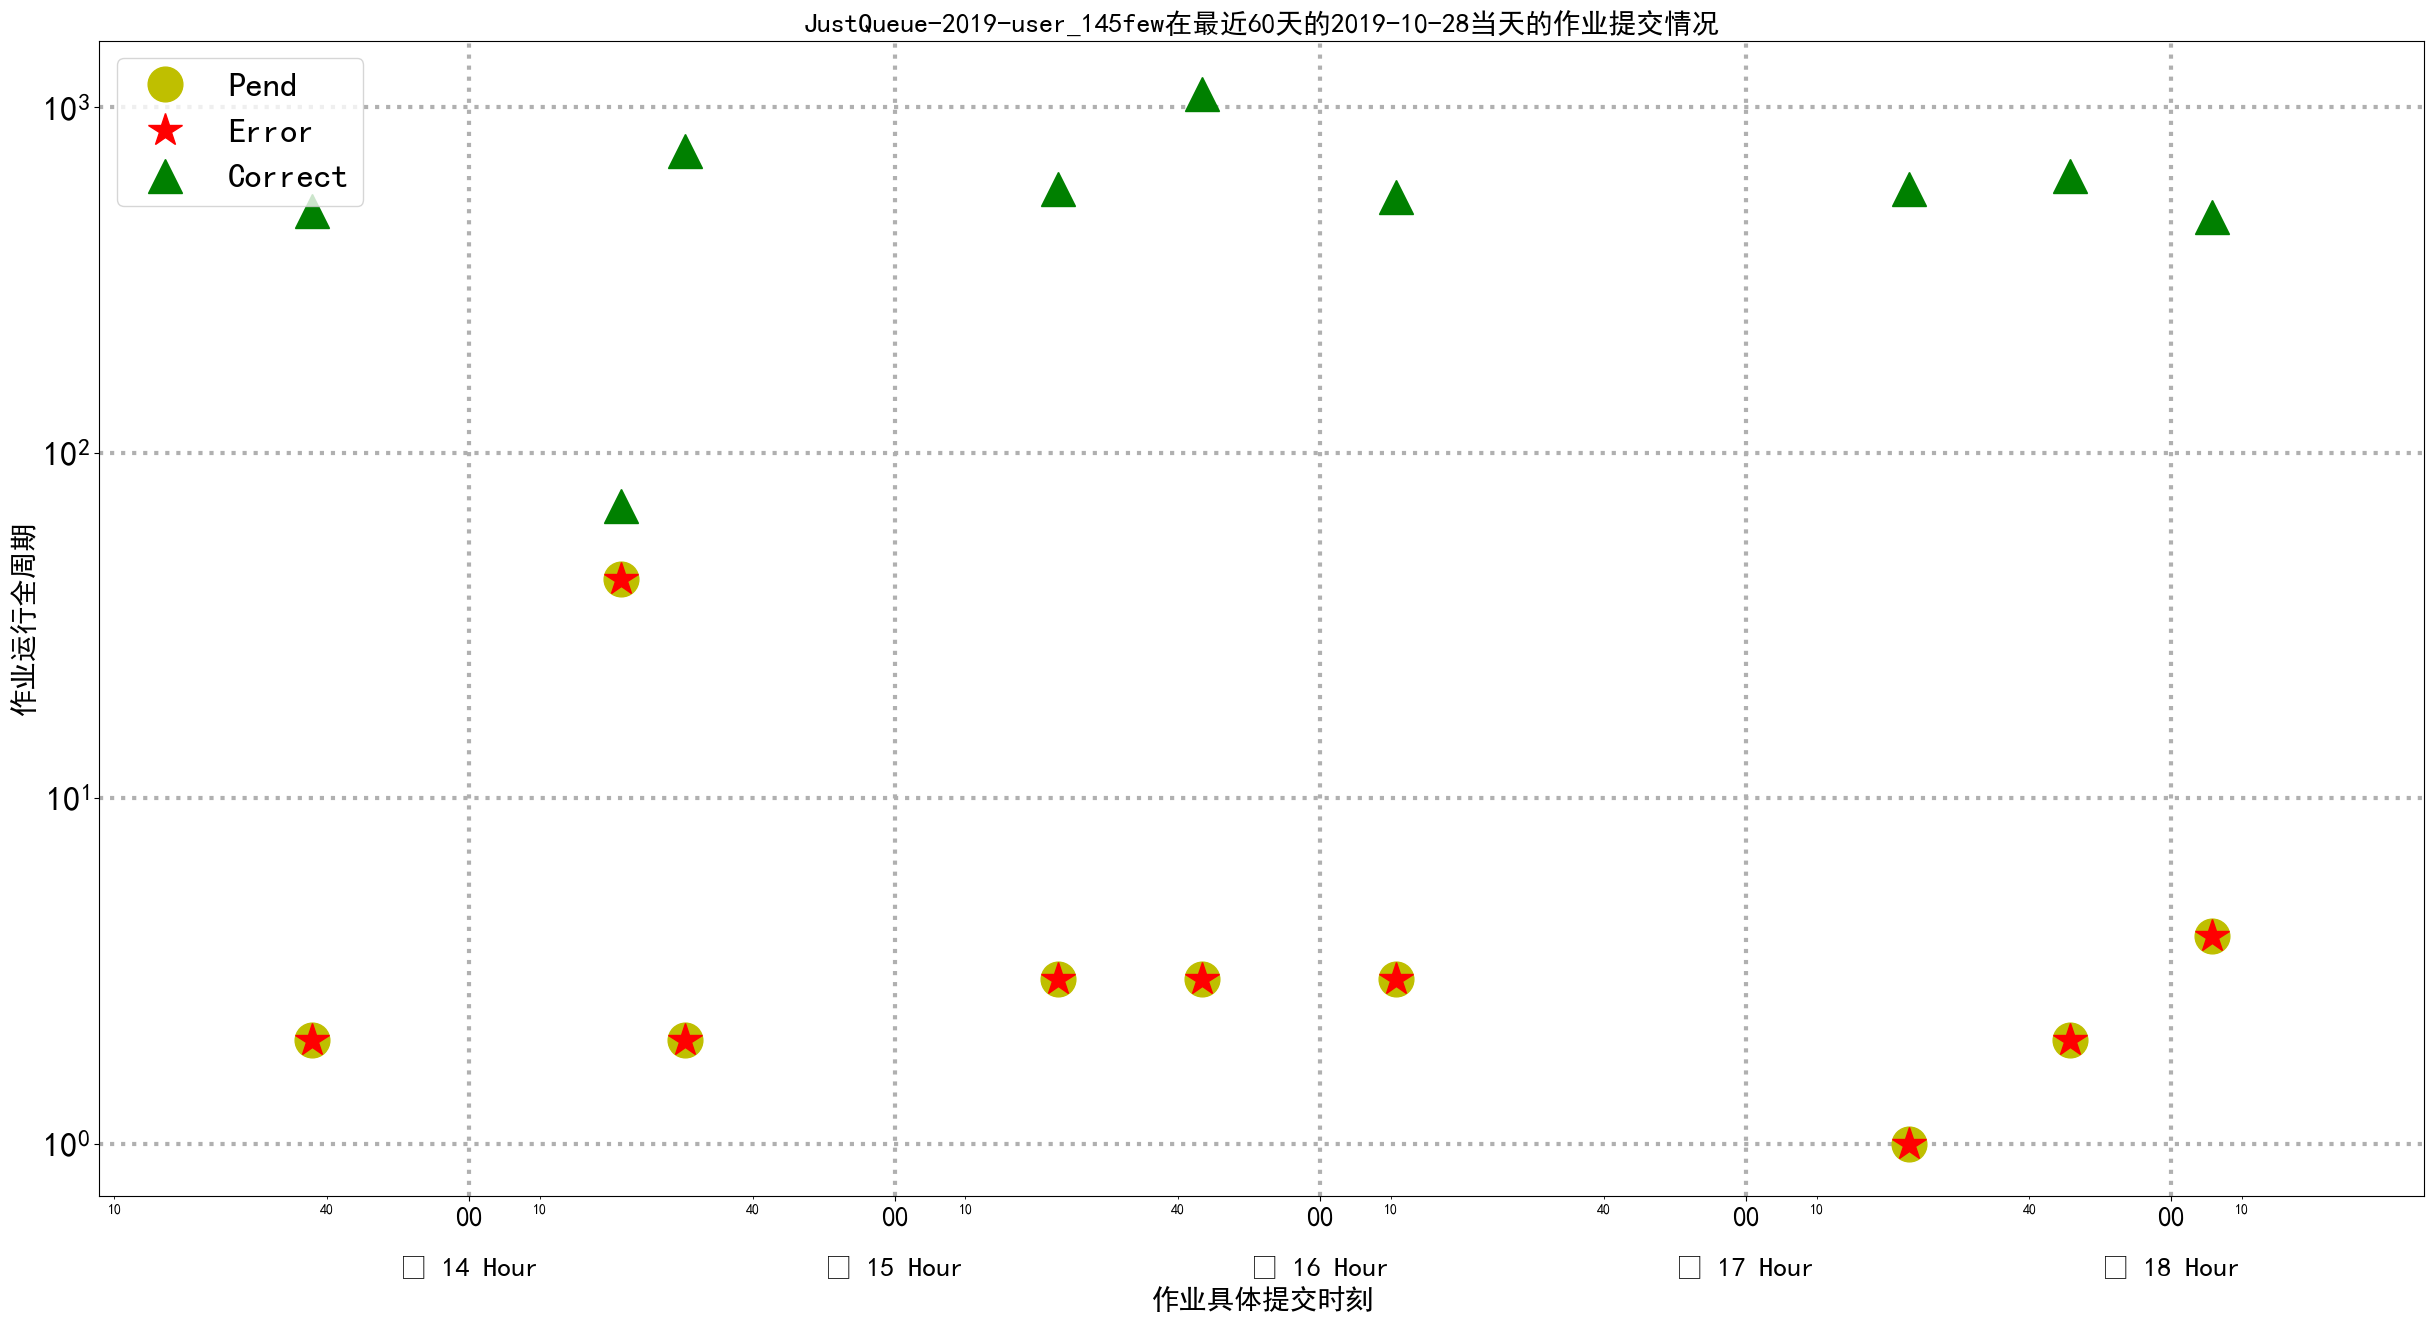 JustQueue-2019-user_145few在最近60天的2019-10-28当天的作业提交情况
Pend
Error
Correct
10³
10²
10¹
10⁰
作业运行全周期
10 40 00 10 40 00 10 40 00 10 40 00 10 40 00 10
□ 14 Hour □ 15 Hour □ 16 Hour □ 17 Hour □ 18 Hour
作业具体提交时刻